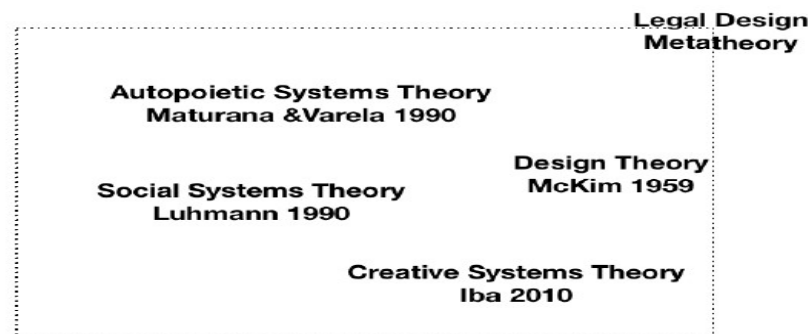 Legal Design
Metatheory
Autopoietic Systems Theory
Maturana &Varela 1990
Design Theory
McKim 1959
Social Systems Theory
Luhmann 1990
Creative Systems Theory
Iba 2010